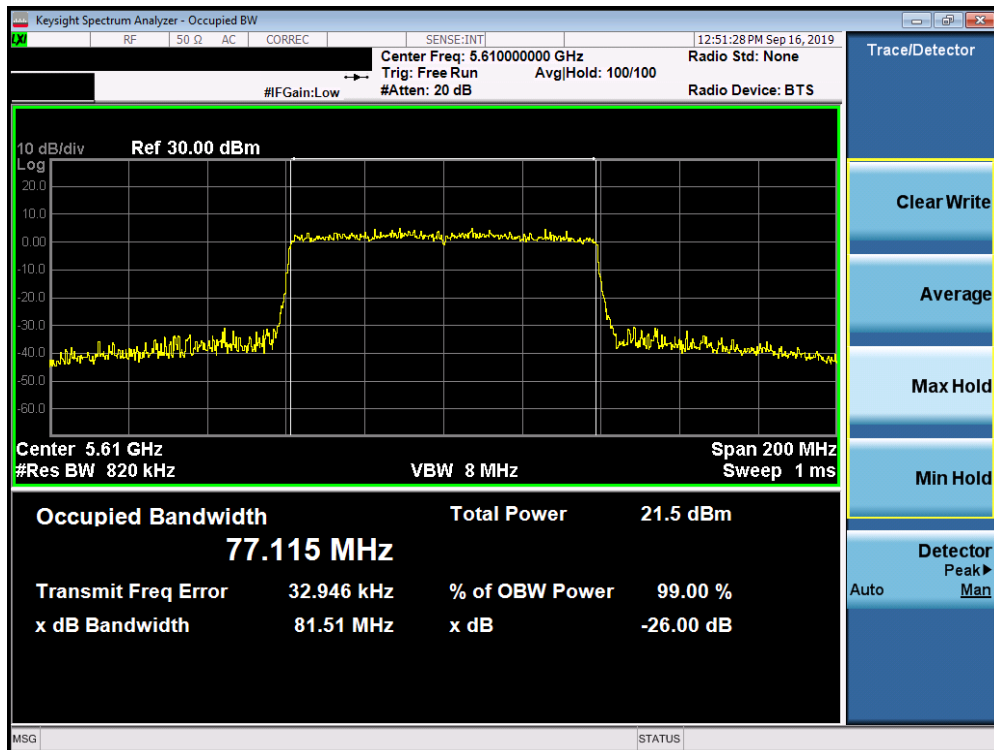 Keysight Spectrum Analyzer - Occupied BW
LXI RF 50 Ω AC CORREC SENSE:INT 12:51:28 PM Sep 16, 2019
Center Freq: 5.610000000 GHz Radio Std: None
Trig: Free Run Avg|Hold: 100/100
#IFGain:Low #Atten: 20 dB Radio Device: BTS
10 dB/div Ref 30.00 dBm
Log
20.0
10.0
0.00
-10.0
-20.0
-30.0
-40.0
-50.0
-60.0
Center 5.61 GHz Span 200 MHz
#Res BW 820 kHz VBW 8 MHz Sweep 1 ms
Occupied Bandwidth Total Power 21.5 dBm
77.115 MHz
Transmit Freq Error 32.946 kHz % of OBW Power 99.00 %
x dB Bandwidth 81.51 MHz x dB -26.00 dB
MSG STATUS
Trace/Detector
Clear Write
Average
Max Hold
Min Hold
Detector
Peak▶
Auto Man